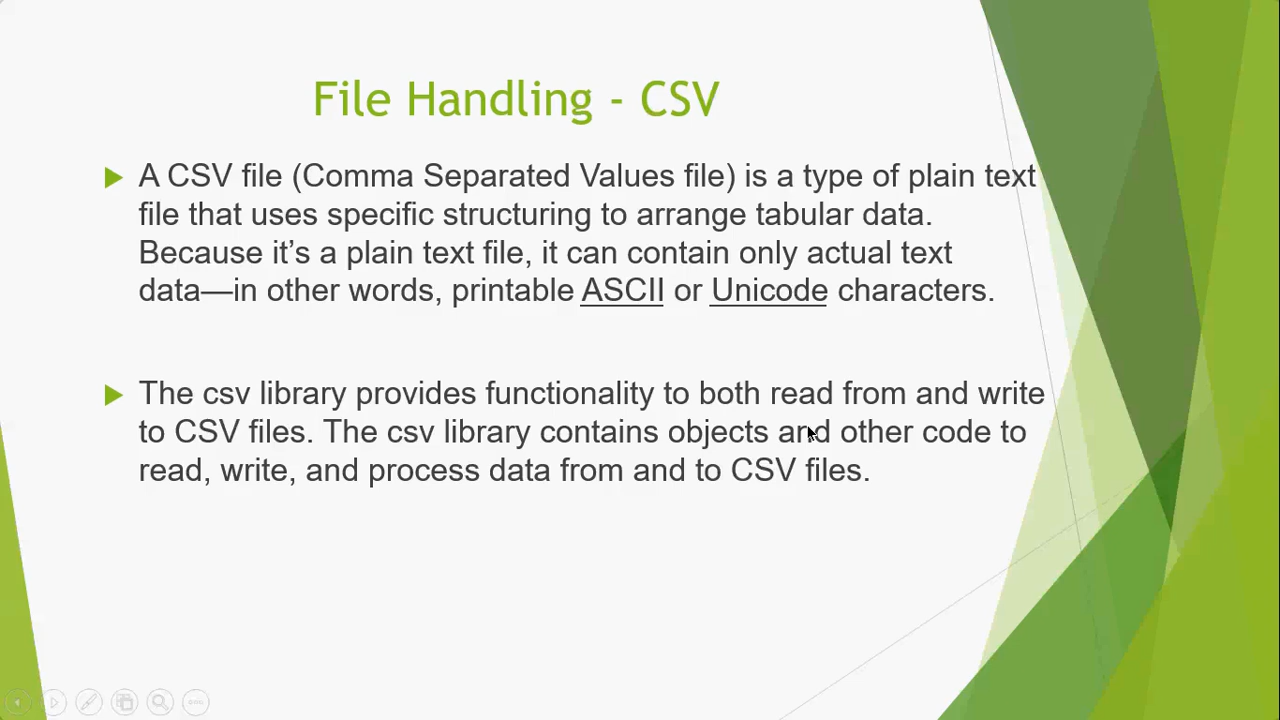 File Handling - CSV
A CSV file (Comma Separated Values file) is a type of plain text
file that uses specific structuring to arrange tabular data.
Because it’s a plain text file, it can contain only actual text
data—in other words, printable ASCII or Unicode characters.
The csv library provides functionality to both read from and write
to CSV files. The csv library contains objects and other code to
read, write, and process data from and to CSV files.